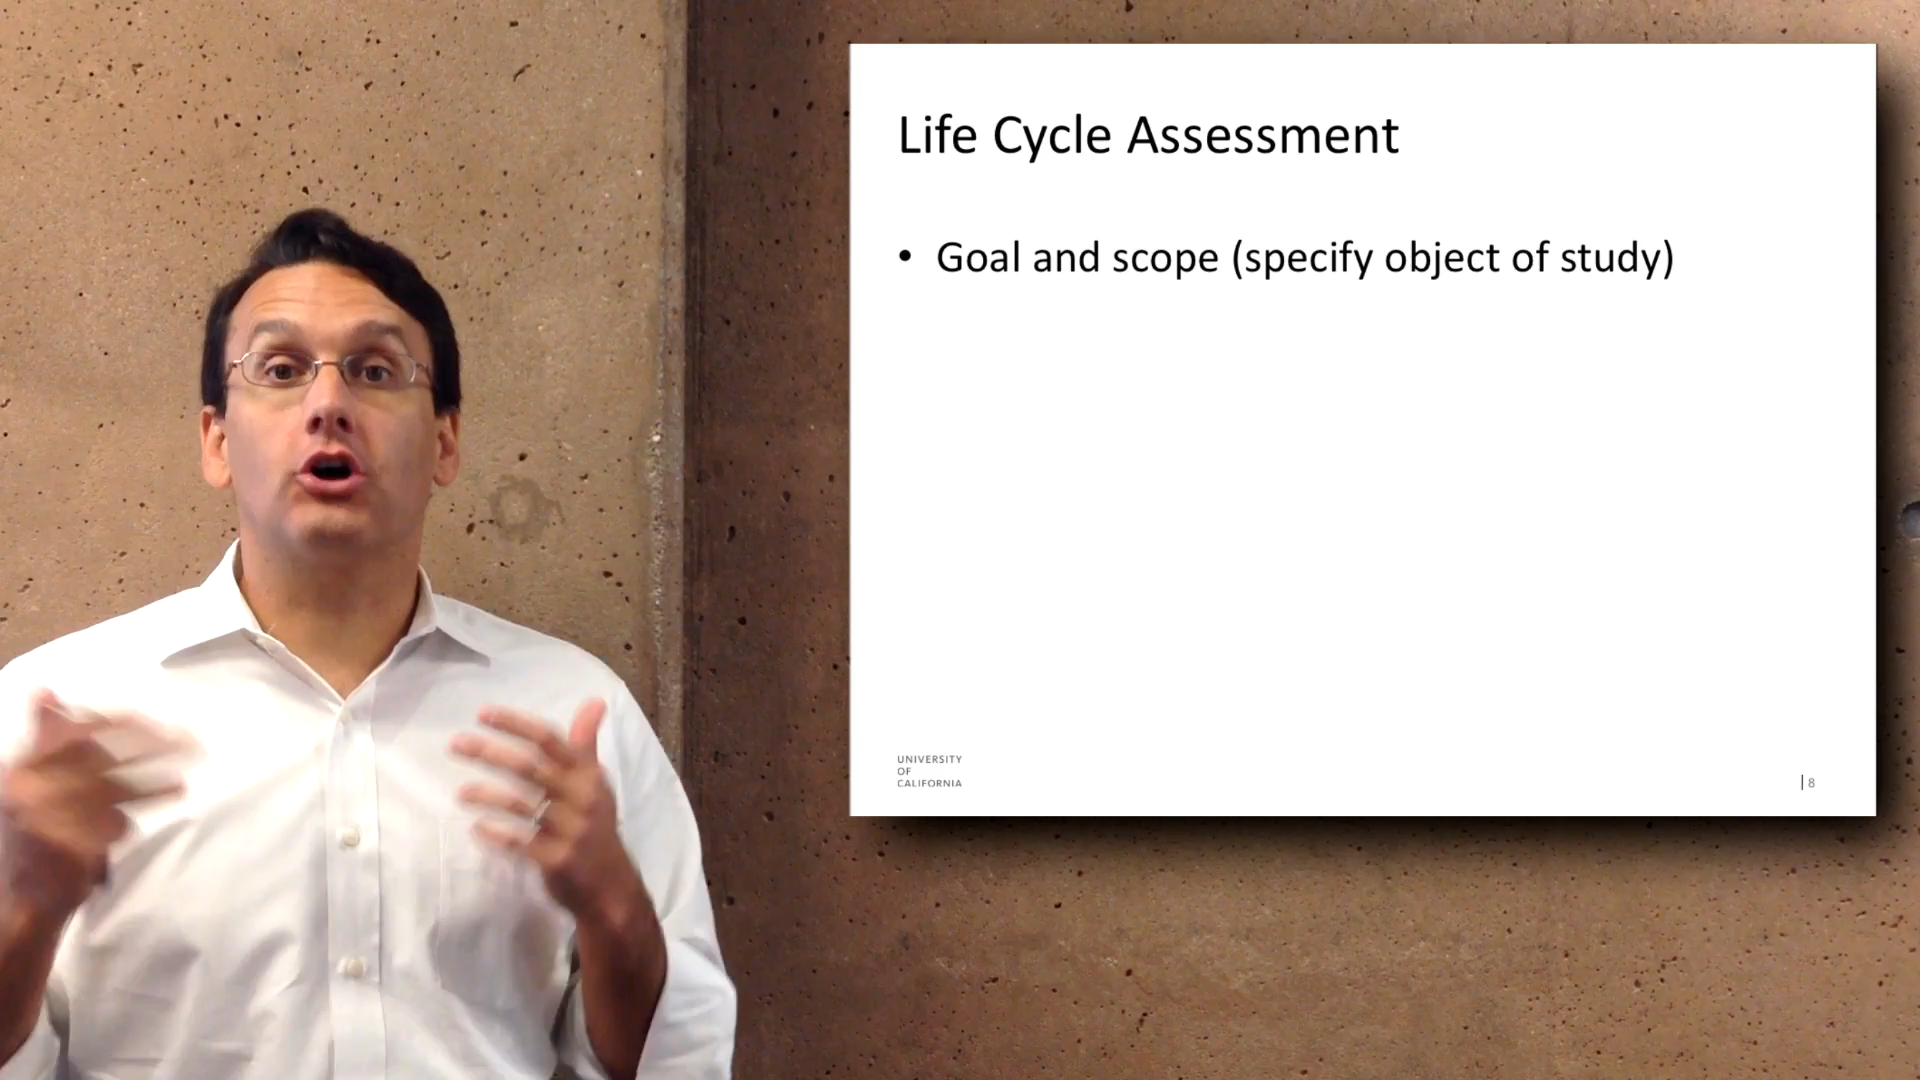 Life Cycle Assessment
• Goal and scope (specify object of study)
UNIVERSITY
OF
CALIFORNIA
| 8